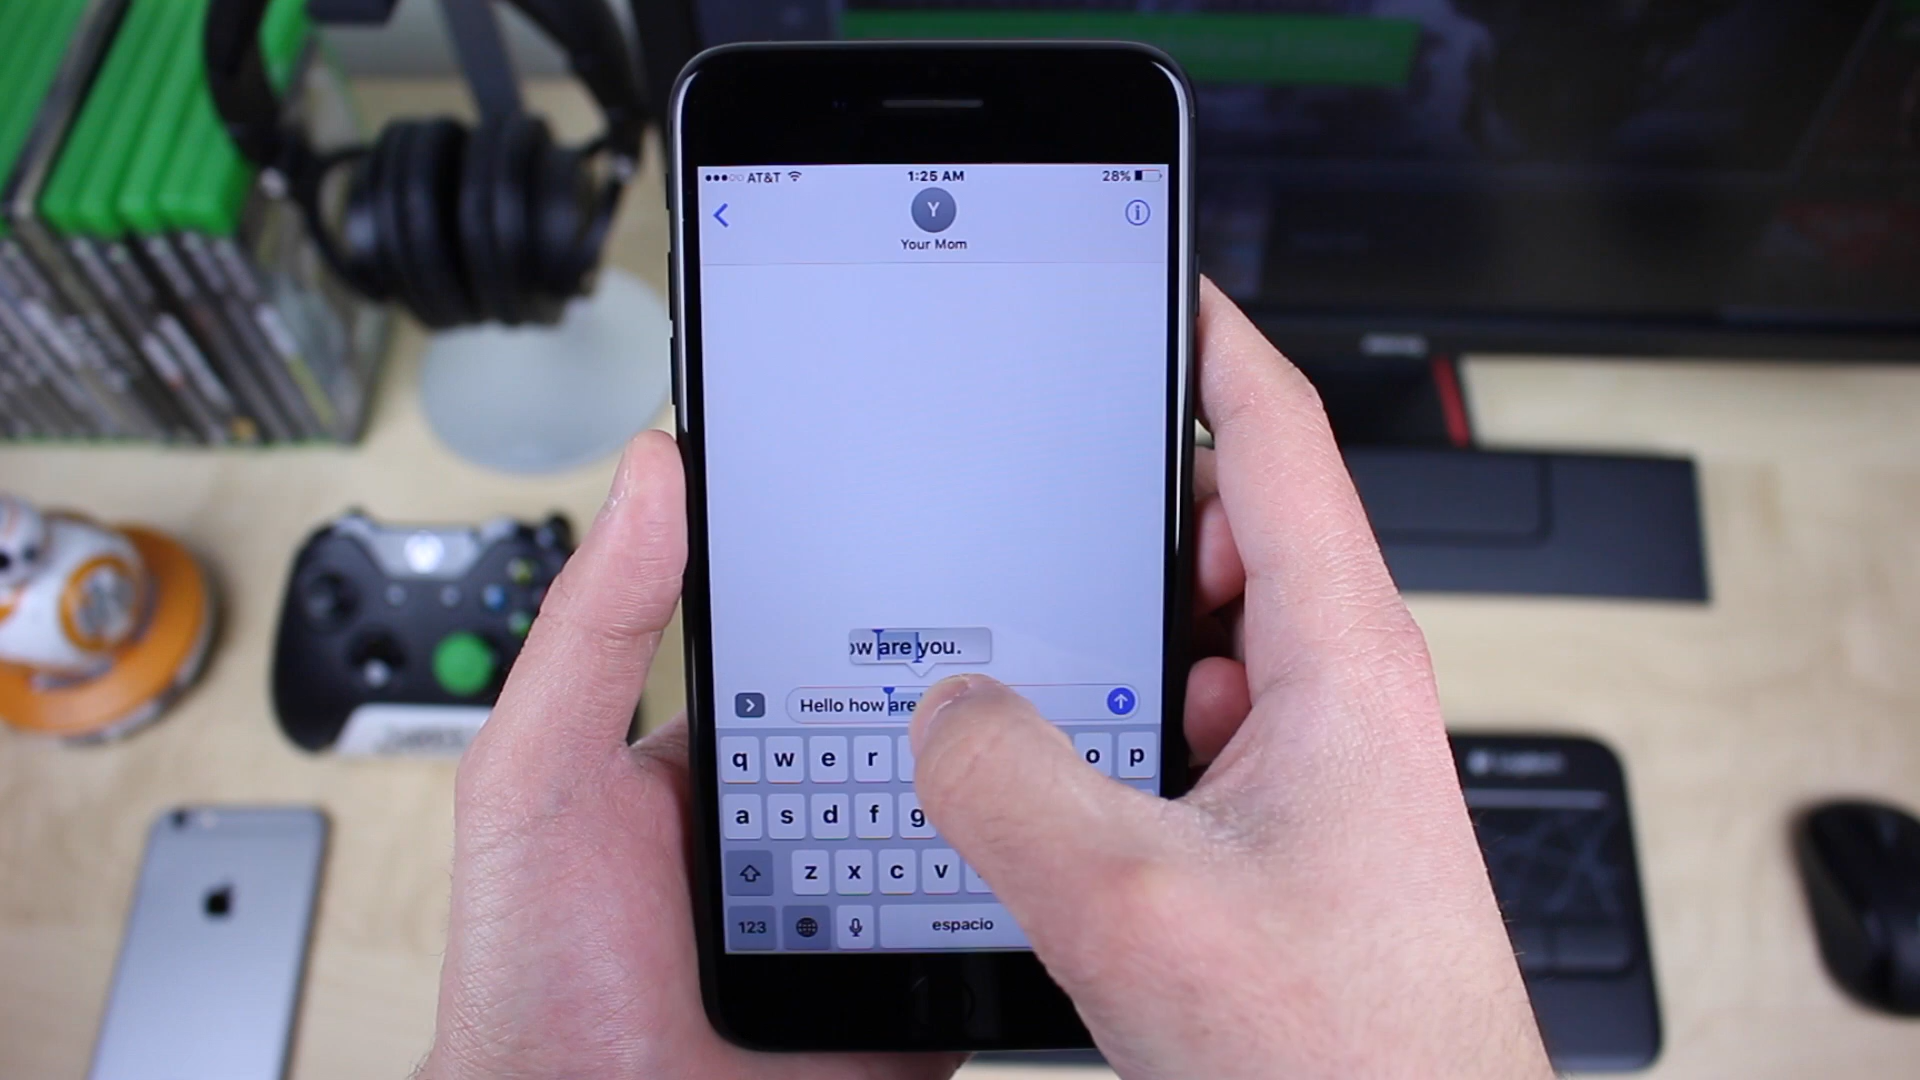 AT&T 1:25 AM 28%
Y
Your Mom
ow are you.
Hello how are
q w e r o p
a s d f g
z x c v
123 espacio